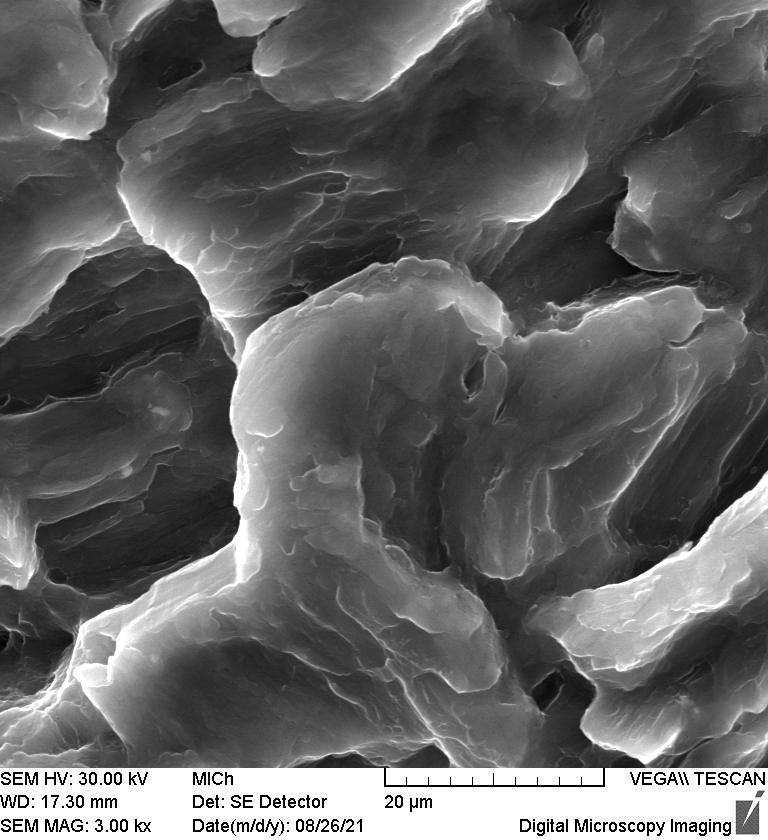 SEM HV: 30.00 kV MICh VEGA\\ TESCAN
WD: 17.30 mm Det: SE Detector 20 µm
SEM MAG: 3.00 kx Date(m/d/y): 08/26/21 Digital Microscopy Imaging